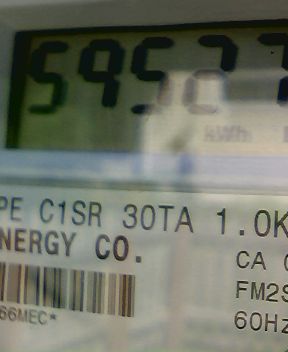 59527
kWh
PE C1SR 30TA 1.0K
NERGY CO.
CA
FM2S
66MEC*
60Hz